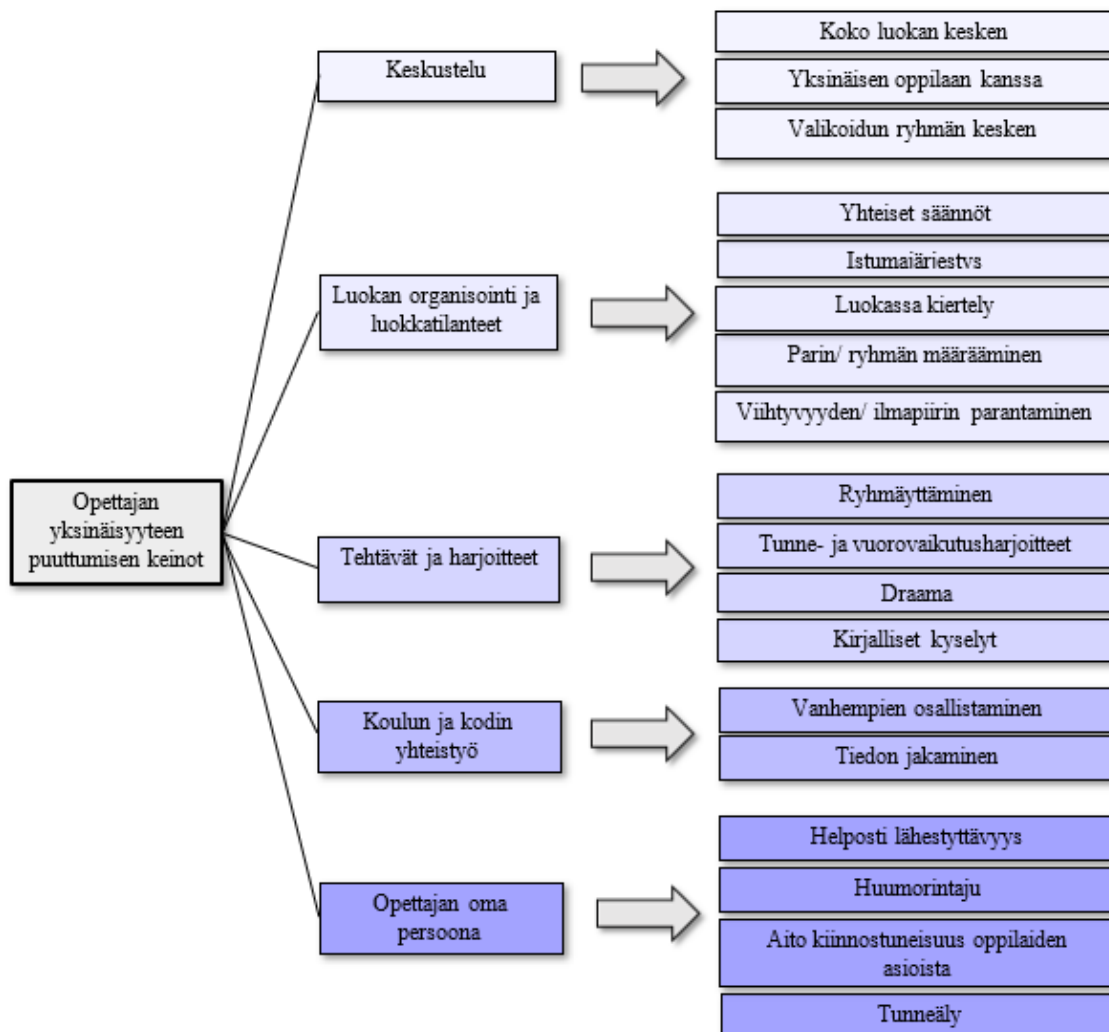 Keskustelu
Koko luokan kesken
Yksinäisen oppilaan kanssa
Valikoidun ryhmän kesken
Luokan organisointi ja
luokkatilanteet
Yhteiset säännöt
Istumajärjestys
Luokassa kiertely
Parin/ ryhmän määrääminen
Viihtyvyyden/ ilmapiirin parantaminen
Opettajan
yksinäisyyteen
puuttumisen keinot
Tehtävät ja harjoitteet
Ryhmäyttäminen
Tunne- ja vuorovaikutusharjoitteet
Draama
Kirjalliset kyselyt
Koulun ja kodin
yhteistyö
Vanhempien osallistaminen
Tiedon jakaminen
Opettajan oma
persoona
Helposti lähestyttävyys
Huumorintaju
Aito kiinnostuneisuus oppilaiden
asioista
Tunneäly